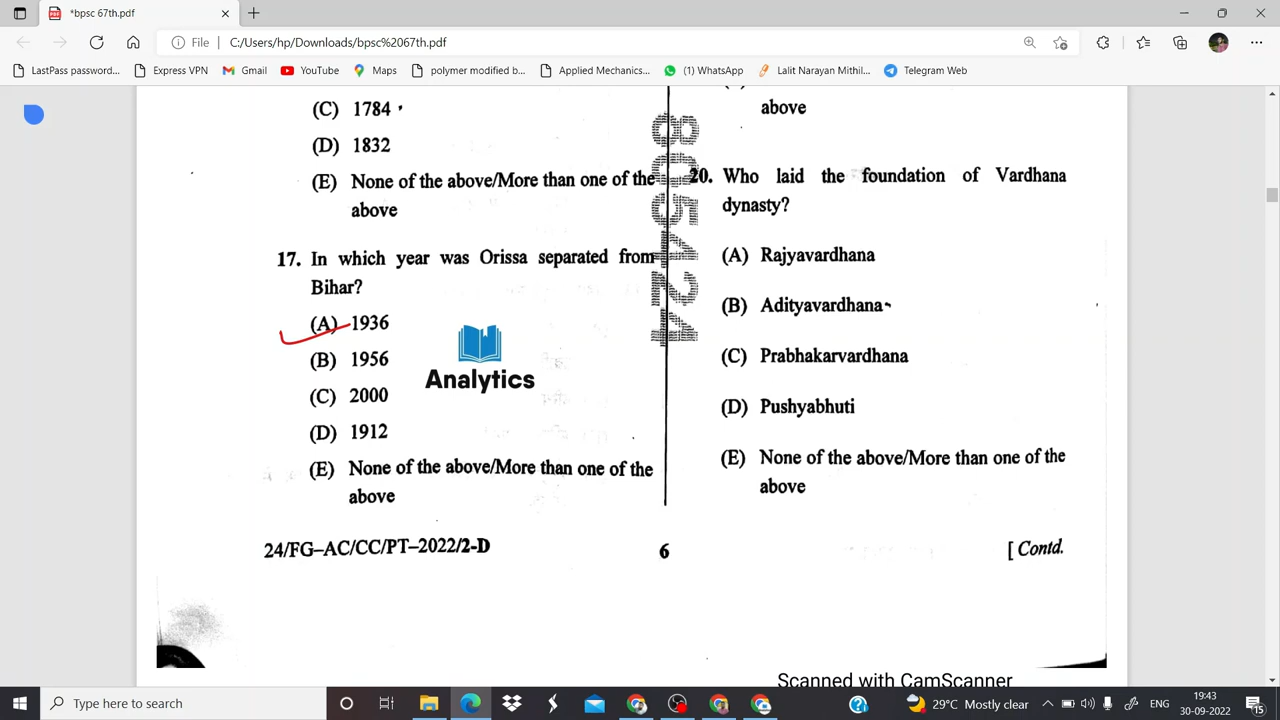 *bpsc 67th.pdf
File
C:/Users/hp/Downloads/bpsc%2067th.pdf
LastPass password...
Express VPN
Gmail
YouTube
Maps
polymer modified b...
Applied Mechanics...
(1) WhatsApp
Lalit Narayan Mithil...
Telegram Web
(C) 1784
(D) 1832
(E) None of the above/More than one of the
above
17. In which year was Orissa separated from
Bihar?
(A) 1936
(B) 1956
(C) 2000
(D) 1912
(E) None of the above/More than one of the
above
Analytics
above
20. Who laid the foundation of Vardhana
dynasty?
(A) Rajyavardhana
(B) Adityavardhana
(C) Prabhakarvardhana
(D) Pushyabhuti
(E) None of the above/More than one of the
above
24/FG–AC/CC/PT–2022/2-D
6
[ Contd.
Scanned with CamScanner
Type here to search
29°C Mostly clear
ENG
19:43
30-09-2022